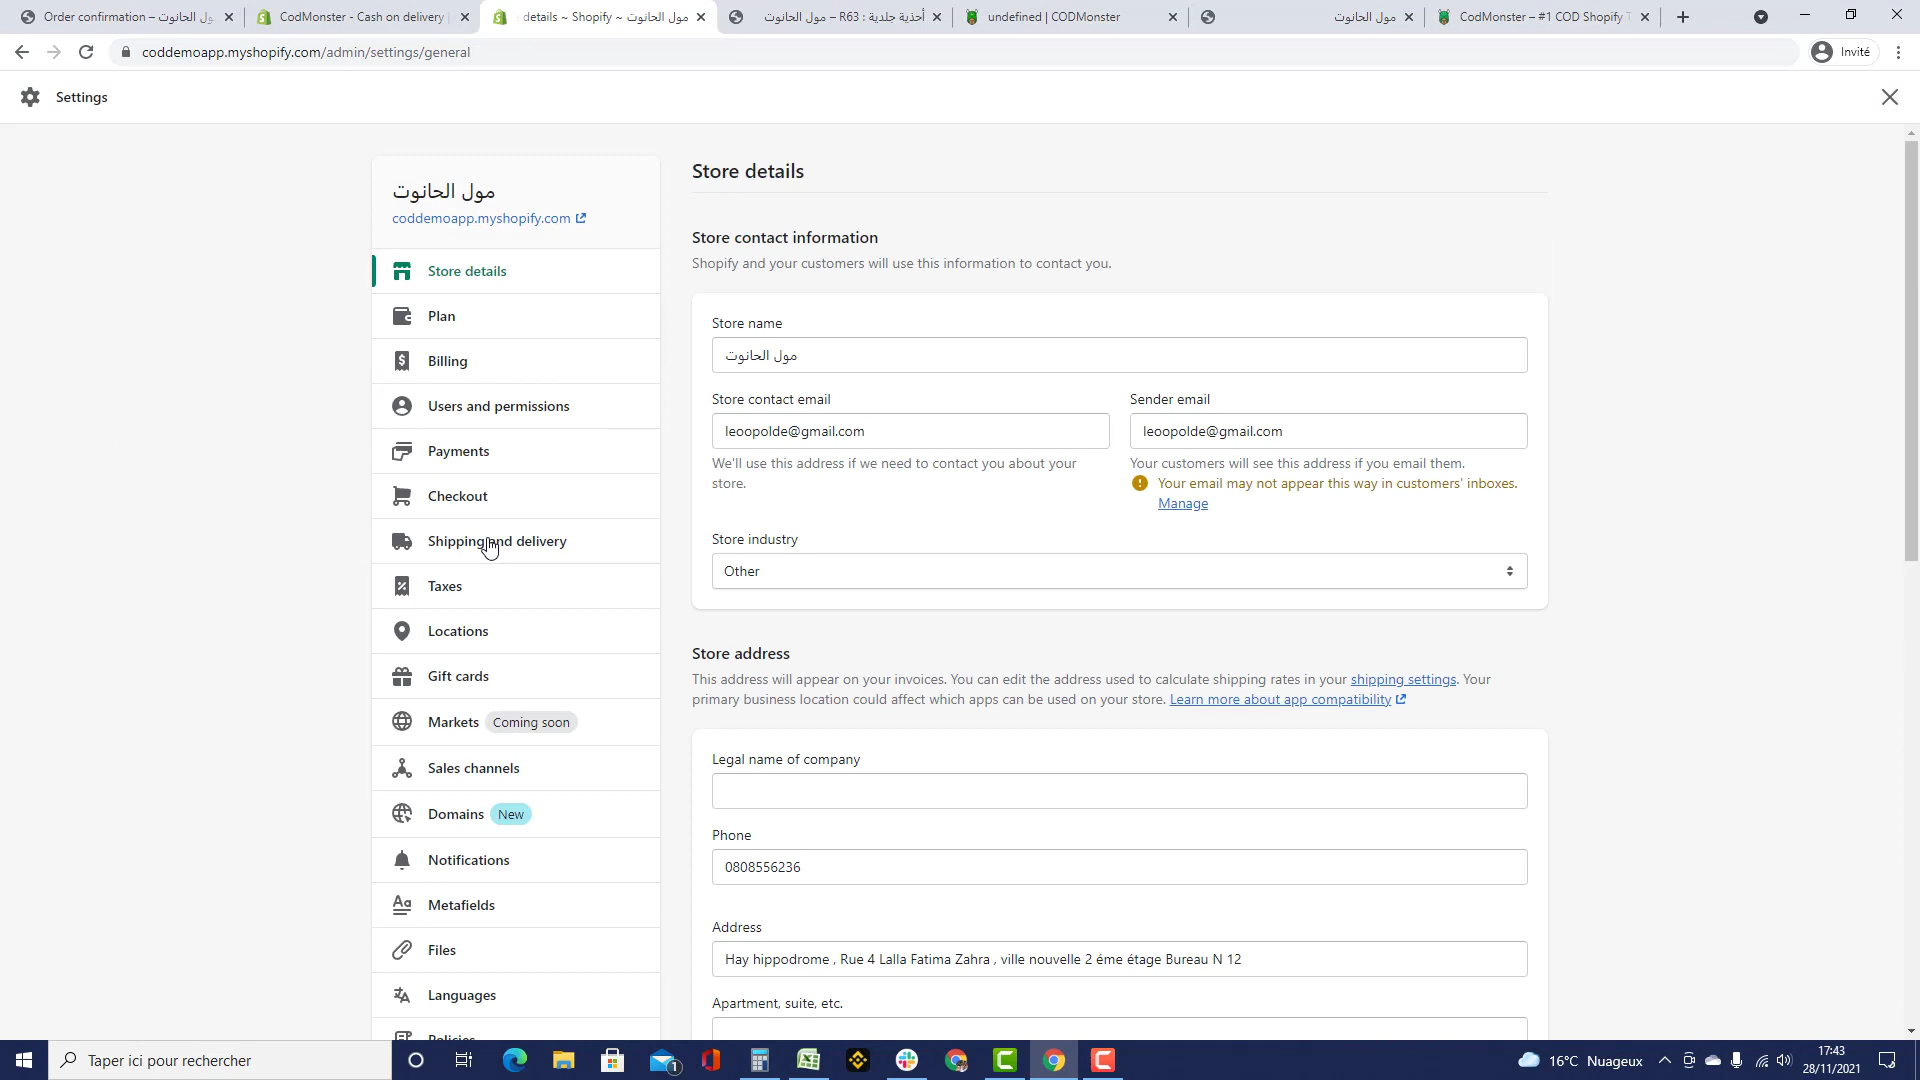 Order confirmation – ول الحانوت
CodMonster - Cash on delivery |
details ~ Shopify ~ مول الحانوت
أحذية جلدية : R63 – مول الحانوت
undefined | CODMonster
مول الحانوت
CodMonster – #1 COD Shopify
coddemoapp.myshopify.com/admin/settings/general
Invité
Settings
مول الحانوت
coddemoapp.myshopify.com
Store details
Plan
Billing
Users and permissions
Payments
Checkout
Shipping and delivery
Taxes
Locations
Gift cards
Markets Coming soon
Sales channels
Domains New
Notifications
Metafields
Files
Languages
Policies
Store details
Store contact information
Shopify and your customers will use this information to contact you.
Store name
مول الحانوت
Store contact email
leoopolde@gmail.com
We'll use this address if we need to contact you about your
store.
Sender email
leoopolde@gmail.com
Your customers will see this address if you email them.
Your email may not appear this way in customers' inboxes.
Manage
Store industry
Other
Store address
This address will appear on your invoices. You can edit the address used to calculate shipping rates in your shipping settings. Your
primary business location could affect which apps can be used on your store. Learn more about app compatibility
Legal name of company
Phone
0808556236
Address
Hay hippodrome , Rue 4 Lalla Fatima Zahra , ville nouvelle 2 éme étage Bureau N 12
Apartment, suite, etc.
Taper ici pour rechercher
1
16°C Nuageux
17:43
28/11/2021